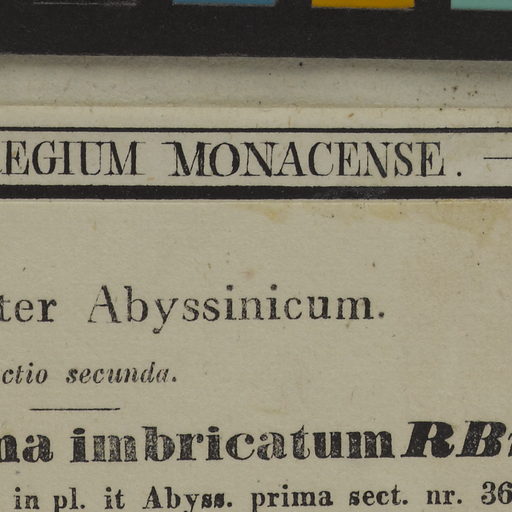 EGIUM MONACENSE. —
ter Abyssinicum.
ctio secunda.
na imbricatum RB
in pl. it Abyss. prima sect. nr. 36